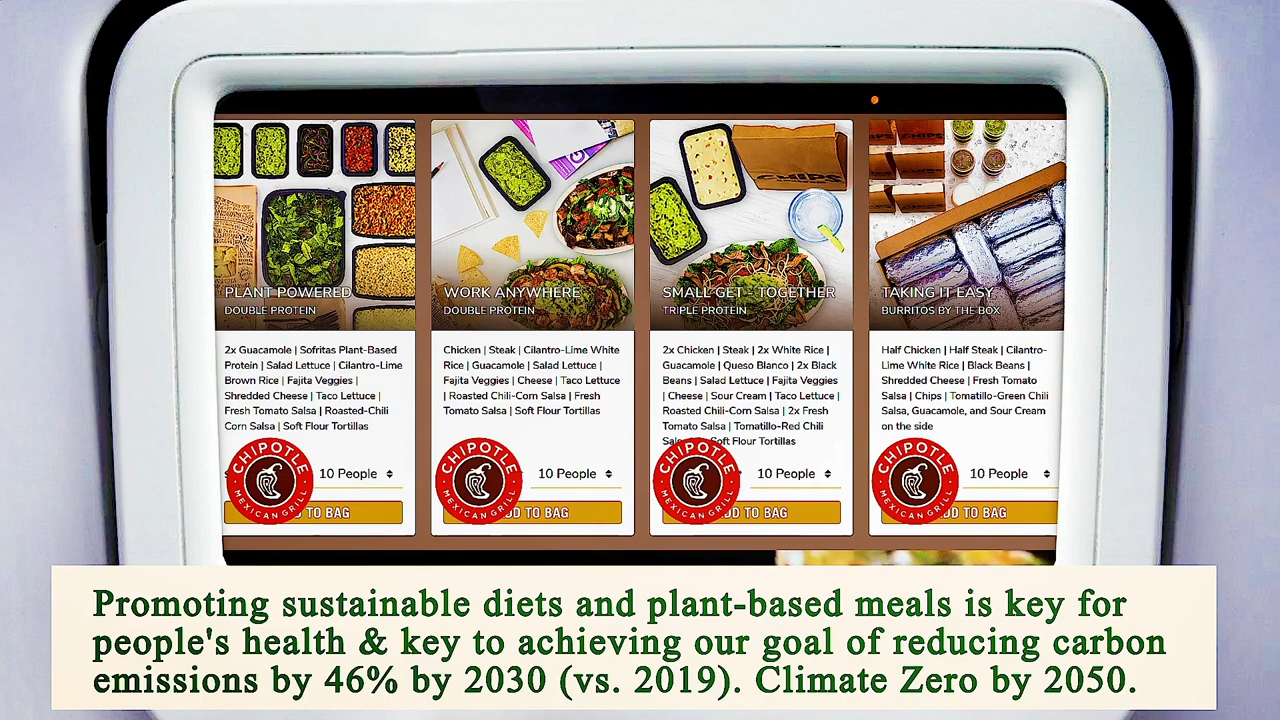 PLANT POWERED
DOUBLE PROTEIN
2x Guacamole | Sofritas Plant-Based
Protein | Salad Lettuce | Cilantro-Lime
Brown Rice | Fajita Veggies |
Shredded Cheese | Taco Lettuce |
Fresh Tomato Salsa | Roasted-Chili
Corn Salsa | Soft Flour Tortillas
CHIPOTLE
MEXICAN GRILL
10 People
TO BAG
WORK ANYWHERE
DOUBLE PROTEIN
Chicken | Steak | Cilantro-Lime White
Rice | Guacamole | Salad Lettuce |
Fajita Veggies | Cheese | Taco Lettuce
| Roasted Chili-Corn Salsa | Fresh
Tomato Salsa | Soft Flour Tortillas
CHIPOTLE
MEXICAN GRILL
10 People
TO BAG
CHIPS
SMALL GET - TOGETHER
TRIPLE PROTEIN
2x Chicken | Steak | 2x White Rice |
Guacamole | Queso Blanco | 2x Black
Beans | Salad Lettuce | Fajita Veggies
| Cheese | Sour Cream | Taco Lettuce |
Roasted Chili-Corn Salsa | 2x Fresh
Tomato Salsa | Tomatillo-Red Chili
Soft Flour Tortillas
CHIPOTLE
MEXICAN GRILL
10 People
TO BAG
CHIPS
TAKING IT EASY
BURRITOS BY THE BOX
Half Chicken | Half Steak | Cilantro-
Lime White Rice | Black Beans |
Shredded Cheese | Fresh Tomato
Salsa | Chips | Tomatillo-Green Chili
Salsa, Guacamole, and Sour Cream
on the side
CHIPOTLE
MEXICAN GRILL
10 People
TO BAG
Promoting sustainable diets and plant-based meals is key for
people's health & key to achieving our goal of reducing carbon
emissions by 46% by 2030 (vs. 2019). Climate Zero by 2050.